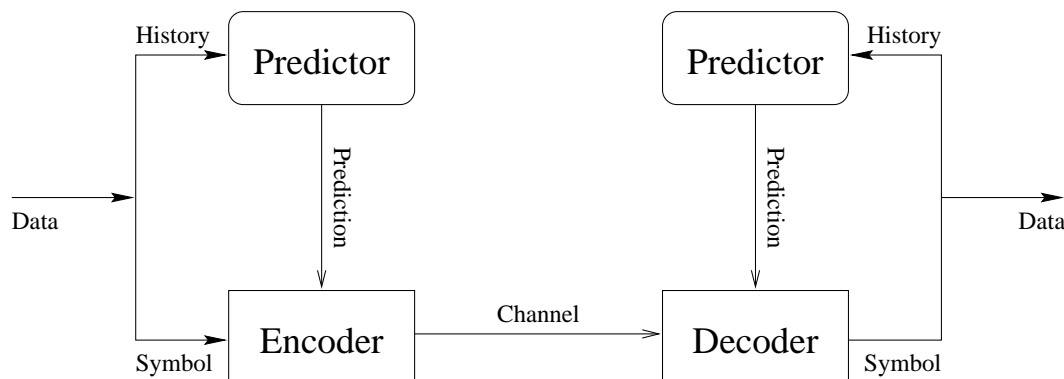 History
History
Predictor
Predictor
Prediction
Prediction
Data
Data
Channel
Encoder
Decoder
Symbol
Symbol